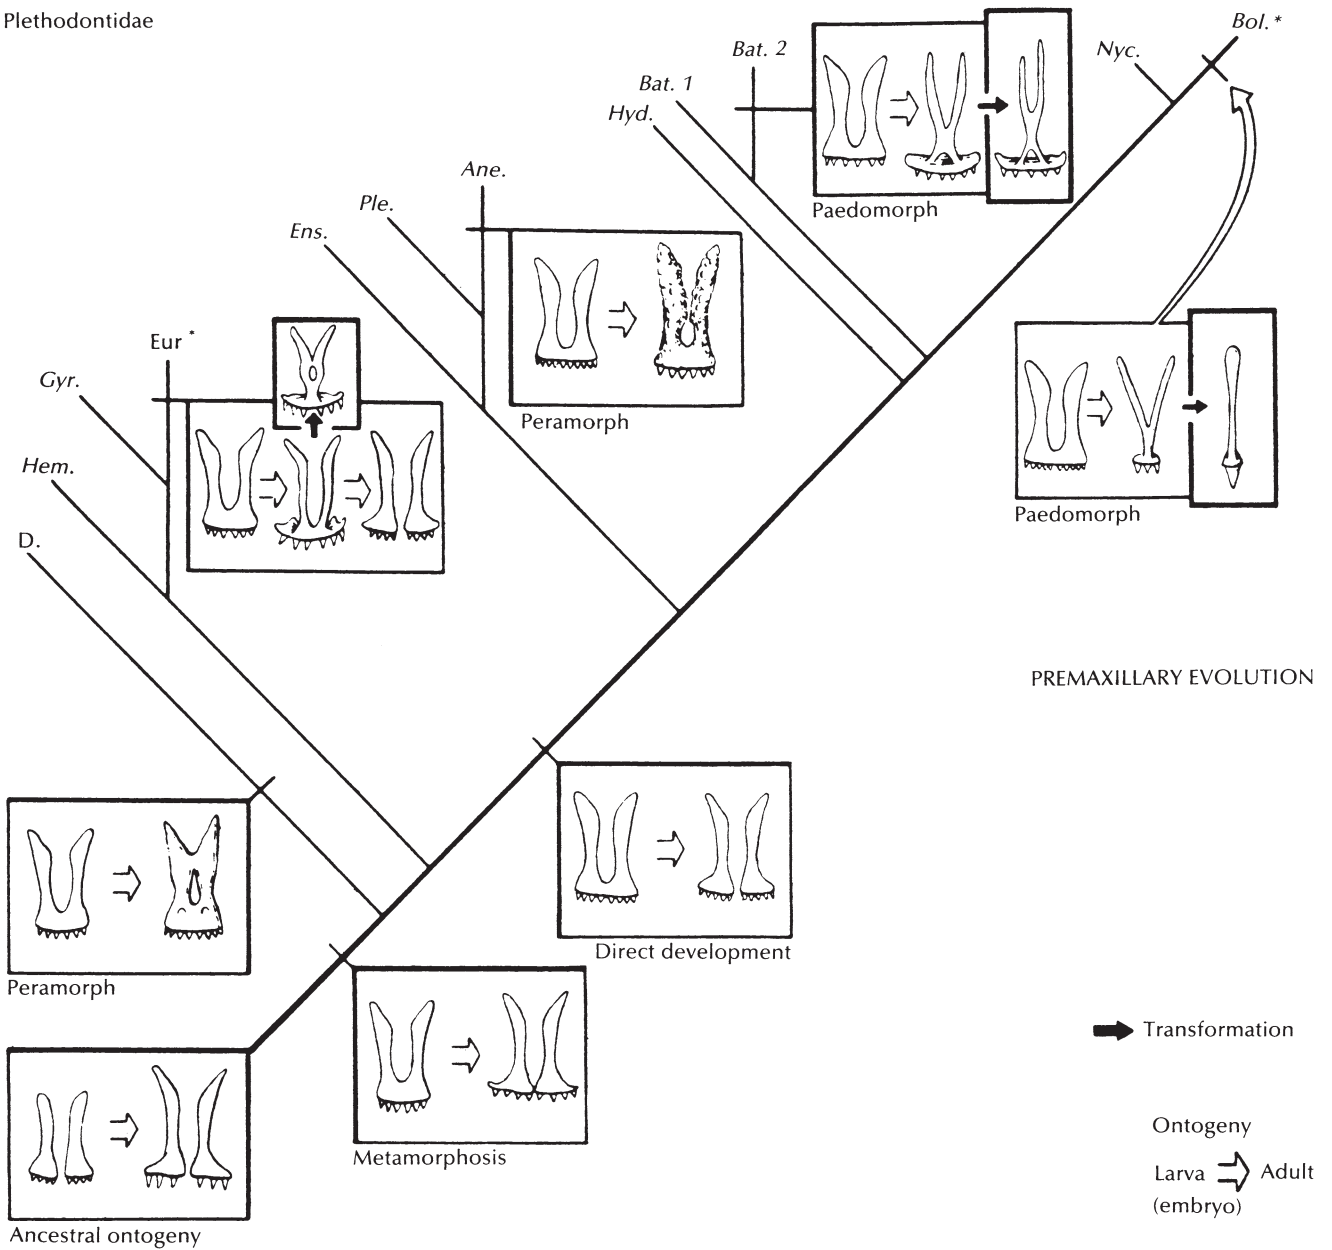 Plethodontidae
Bol.*
Nyc.
Bat. 2
Bat. 1
Hyd.
Paedomorph
Ane.
Ple.
Ens.
Peramorph
Eur *
Gyr.
Hem.
D.
Paedomorph
PREMAXILLARY EVOLUTION
Direct development
Peramorph
Metamorphosis
Ancestral ontogeny
Transformation
Ontogeny
Larva Adult
(embryo)